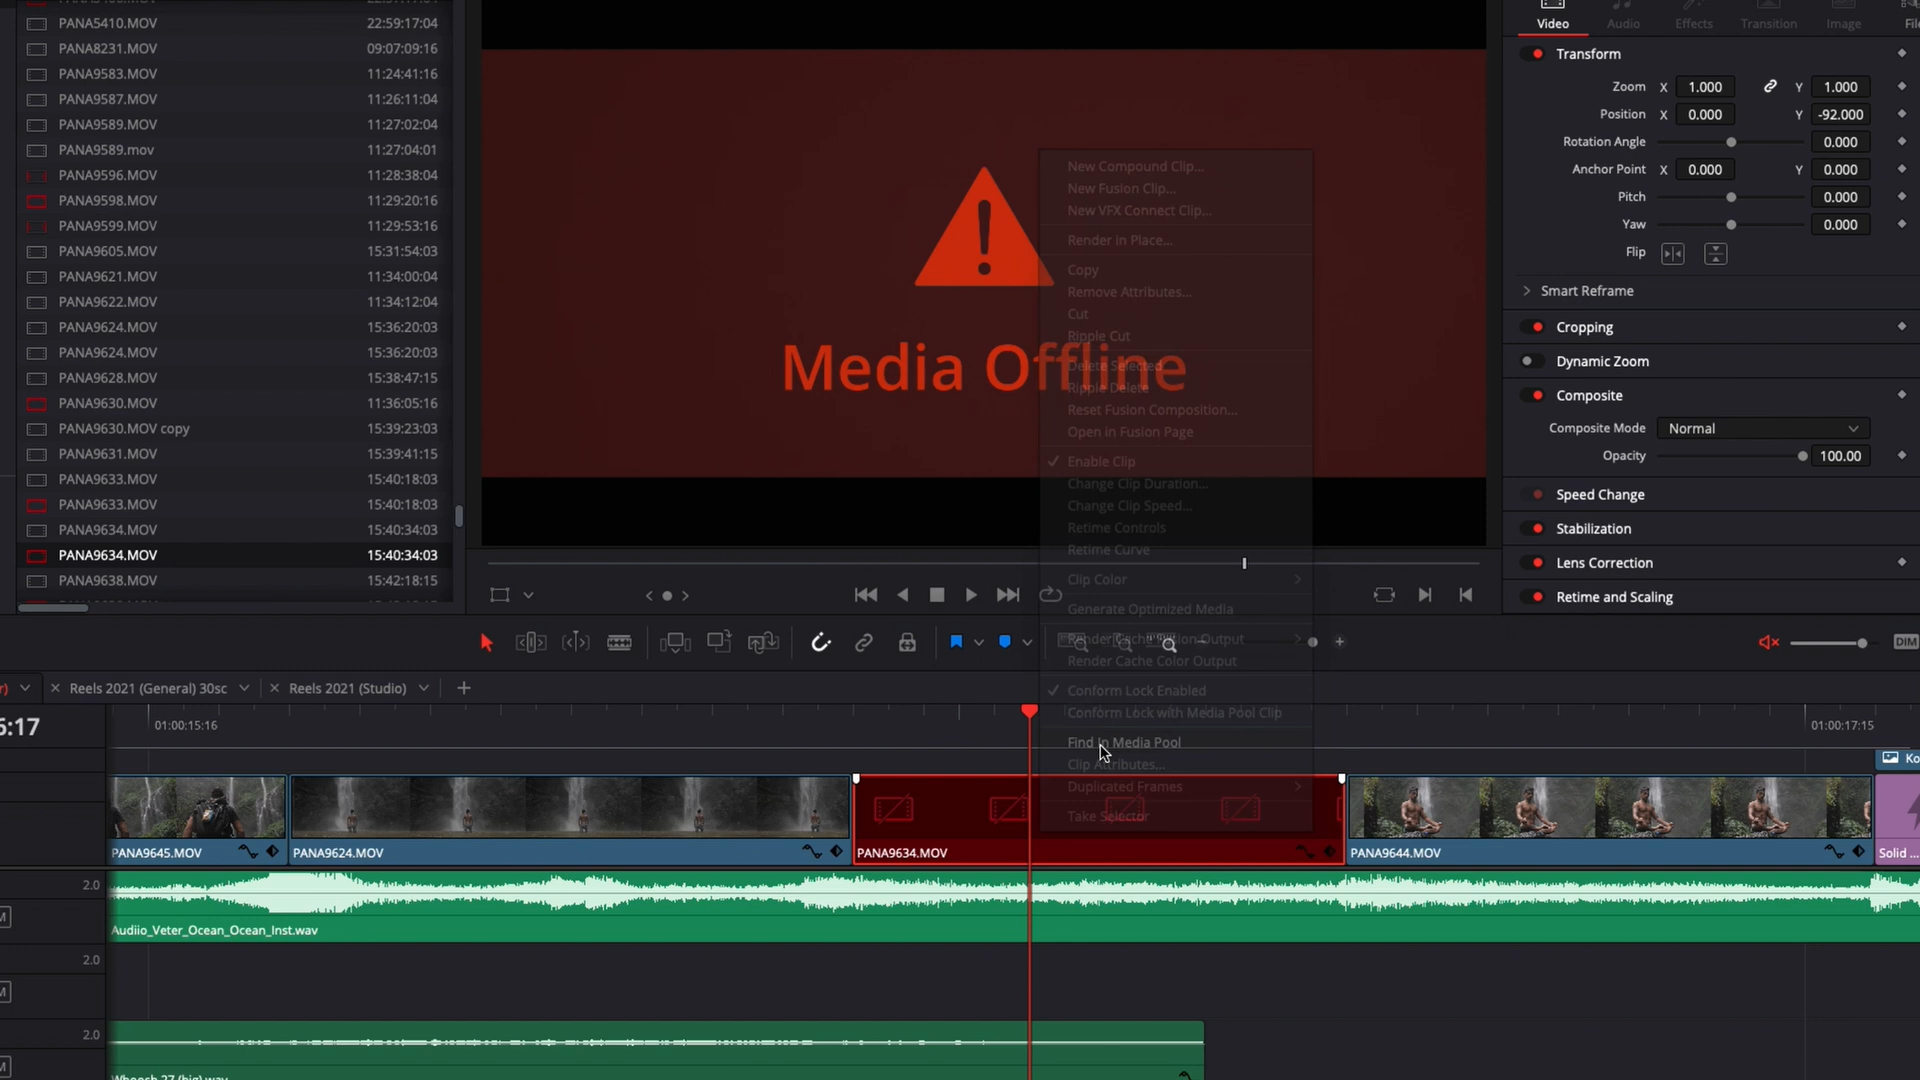 PANA5410.MOV 22:59:17:04
PANA8231.MOV 09:07:09:16
PANA9583.MOV 11:24:41:16
PANA9587.MOV 11:26:11:04
PANA9589.MOV 11:27:02:04
PANA9589.mov 11:27:04:01
PANA9596.MOV 11:28:38:04
PANA9598.MOV 11:29:20:16
PANA9599.MOV 11:29:53:16
PANA9605.MOV 15:31:54:03
PANA9621.MOV 11:34:00:04
PANA9622.MOV 11:34:12:04
PANA9624.MOV 15:36:20:03
PANA9624.MOV 15:36:20:03
PANA9628.MOV 15:38:47:15
PANA9630.MOV 11:36:05:16
PANA9630.MOV copy 15:39:23:03
PANA9631.MOV 15:39:41:15
PANA9633.MOV 15:40:18:03
PANA9633.MOV 15:40:18:03
PANA9634.MOV 15:40:34:03
PANA9634.MOV 15:40:34:03
PANA9638.MOV 15:42:18:15
Media Offline
New Compound Clip...
New Fusion Clip...
New VFX Connect Clip...
Render in Place...
Copy
Remove Attributes...
Cut
Ripple Cut
Delete Selected
Ripple Delete
Reset Fusion Composition...
Open in Fusion Page
Enable Clip
Change Clip Duration...
Change Clip Speed...
Retime Controls
Retime Curve
Clip Color
Generate Optimized Media
Render Cache Fusion Output
Render Cache Color Output
Conform Lock Enabled
Conform Lock with Media Pool Clip
Find In Media Pool
Clip Attributes...
Duplicated Frames
Take Selector
Video Audio Effects Transition Image
Transform
Zoom X 1.000 Y 1.000
Position X 0.000 Y -92.000
Rotation Angle 0.000
Anchor Point X 0.000 Y 0.000
Pitch 0.000
Yaw 0.000
Flip
Smart Reframe
Cropping
Dynamic Zoom
Composite
Composite Mode Normal
Opacity 100.00
Speed Change
Stabilization
Lens Correction
Retime and Scaling
DIM
Reels 2021 (General) 30sc Reels 2021 (Studio)
6:17
01:00:15:16 01:00:17:15
Ko
PANA9645.MOV PANA9624.MOV PANA9634.MOV PANA9644.MOV Solid ...
2.0
M
Audiio_Veter_Ocean_Ocean_Inst.wav
2.0
M
2.0
M
Whoosh 27 (big).wav